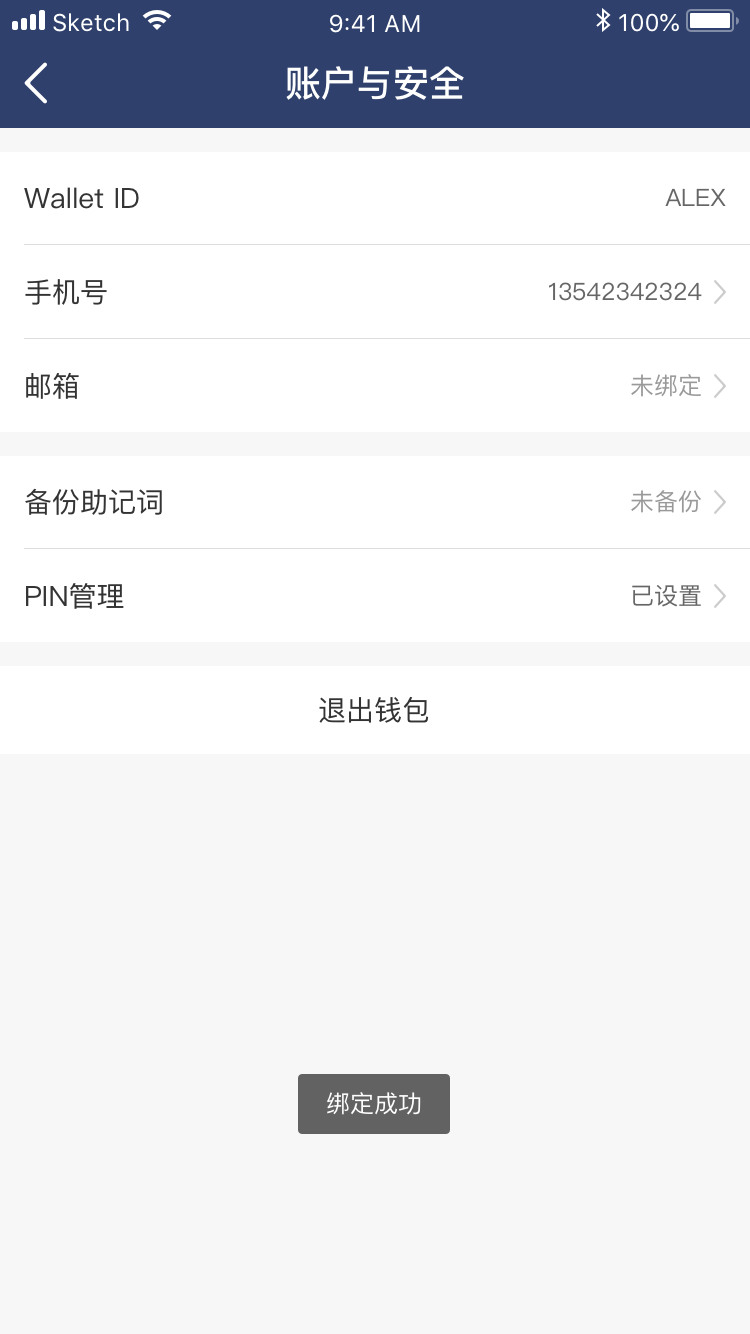 Sketch 9:41 AM 100%
账户与安全
Wallet ID ALEX
手机号 13542342324
邮箱 未绑定
备份助记词 未备份
PIN管理 已设置
退出钱包
绑定成功